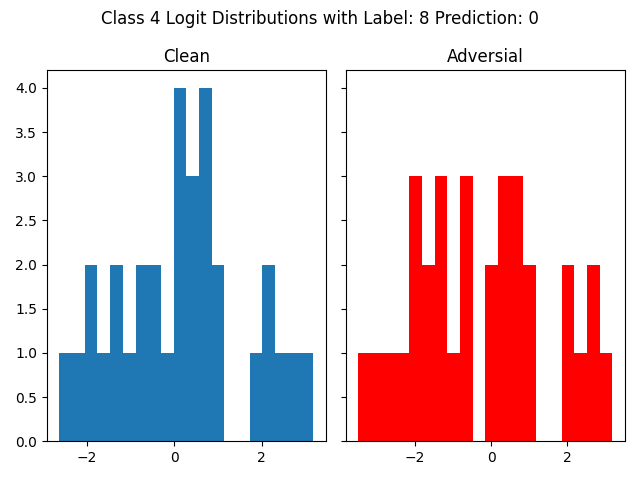 Class 4 Logit Distributions with Label: 8 Prediction: 0
Clean
Adversial
4.0
3.5
3.0
2.5
2.0
1.5
1.0
0.5
0.0
−2 0 2
−2 0 2